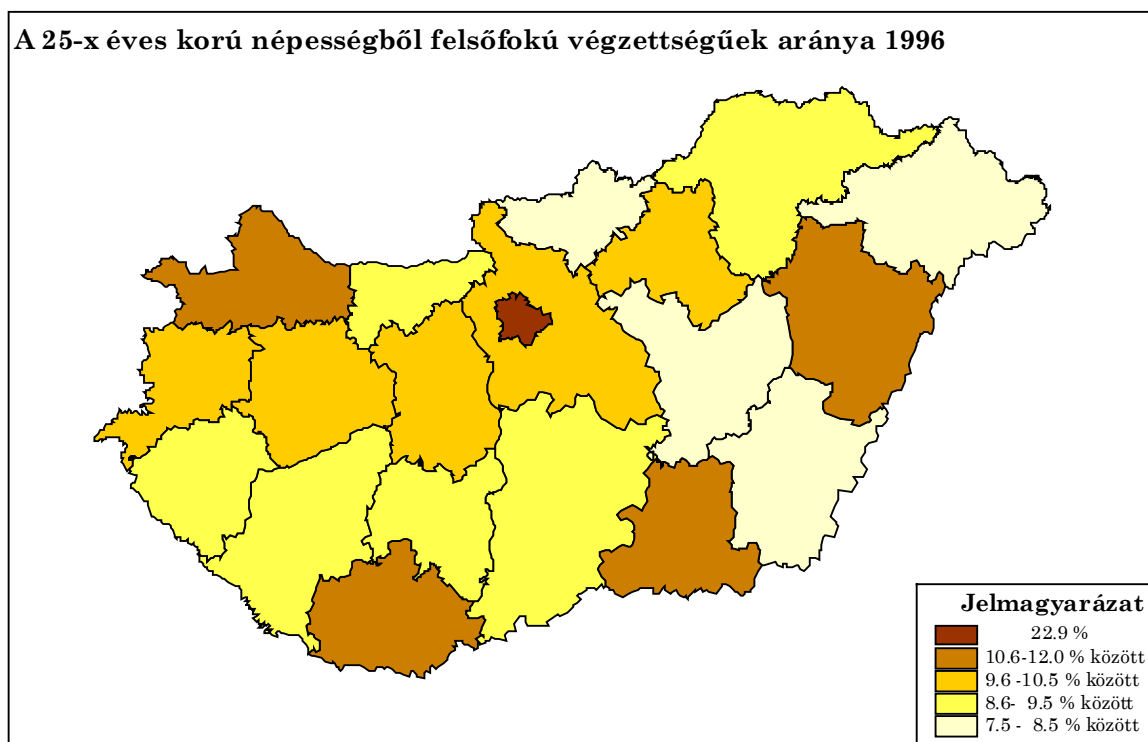 A 25-x éves korú népességből felsőfokú végzettségűek aránya 1996
Jelmagyarázat
22.9 %
10.6-12.0 % között
9.6 -10.5 % között
8.6- 9.5 % között
7.5 - 8.5 % között